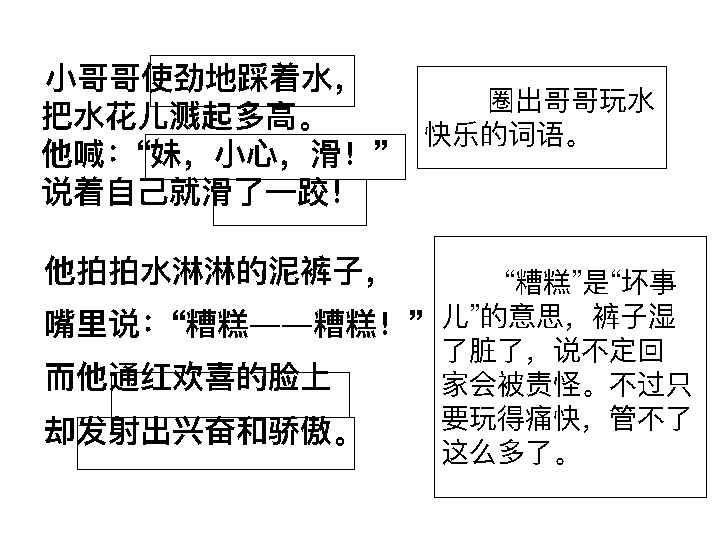 小哥哥使劲地踩着水，
把水花儿溅起多高。
他喊：“妹，小心，滑！”
说着自己就滑了一跤！
圈出哥哥玩水
快乐的词语。
他拍拍水淋淋的泥裤子，
嘴里说：“糟糕——糟糕！”
而他通红欢喜的脸上
却发射出兴奋和骄傲。
“糟糕”是“坏事
儿”的意思，裤子湿
了脏了，说不定回
家会被责怪。不过只
要玩得痛快，管不了
这么多了。